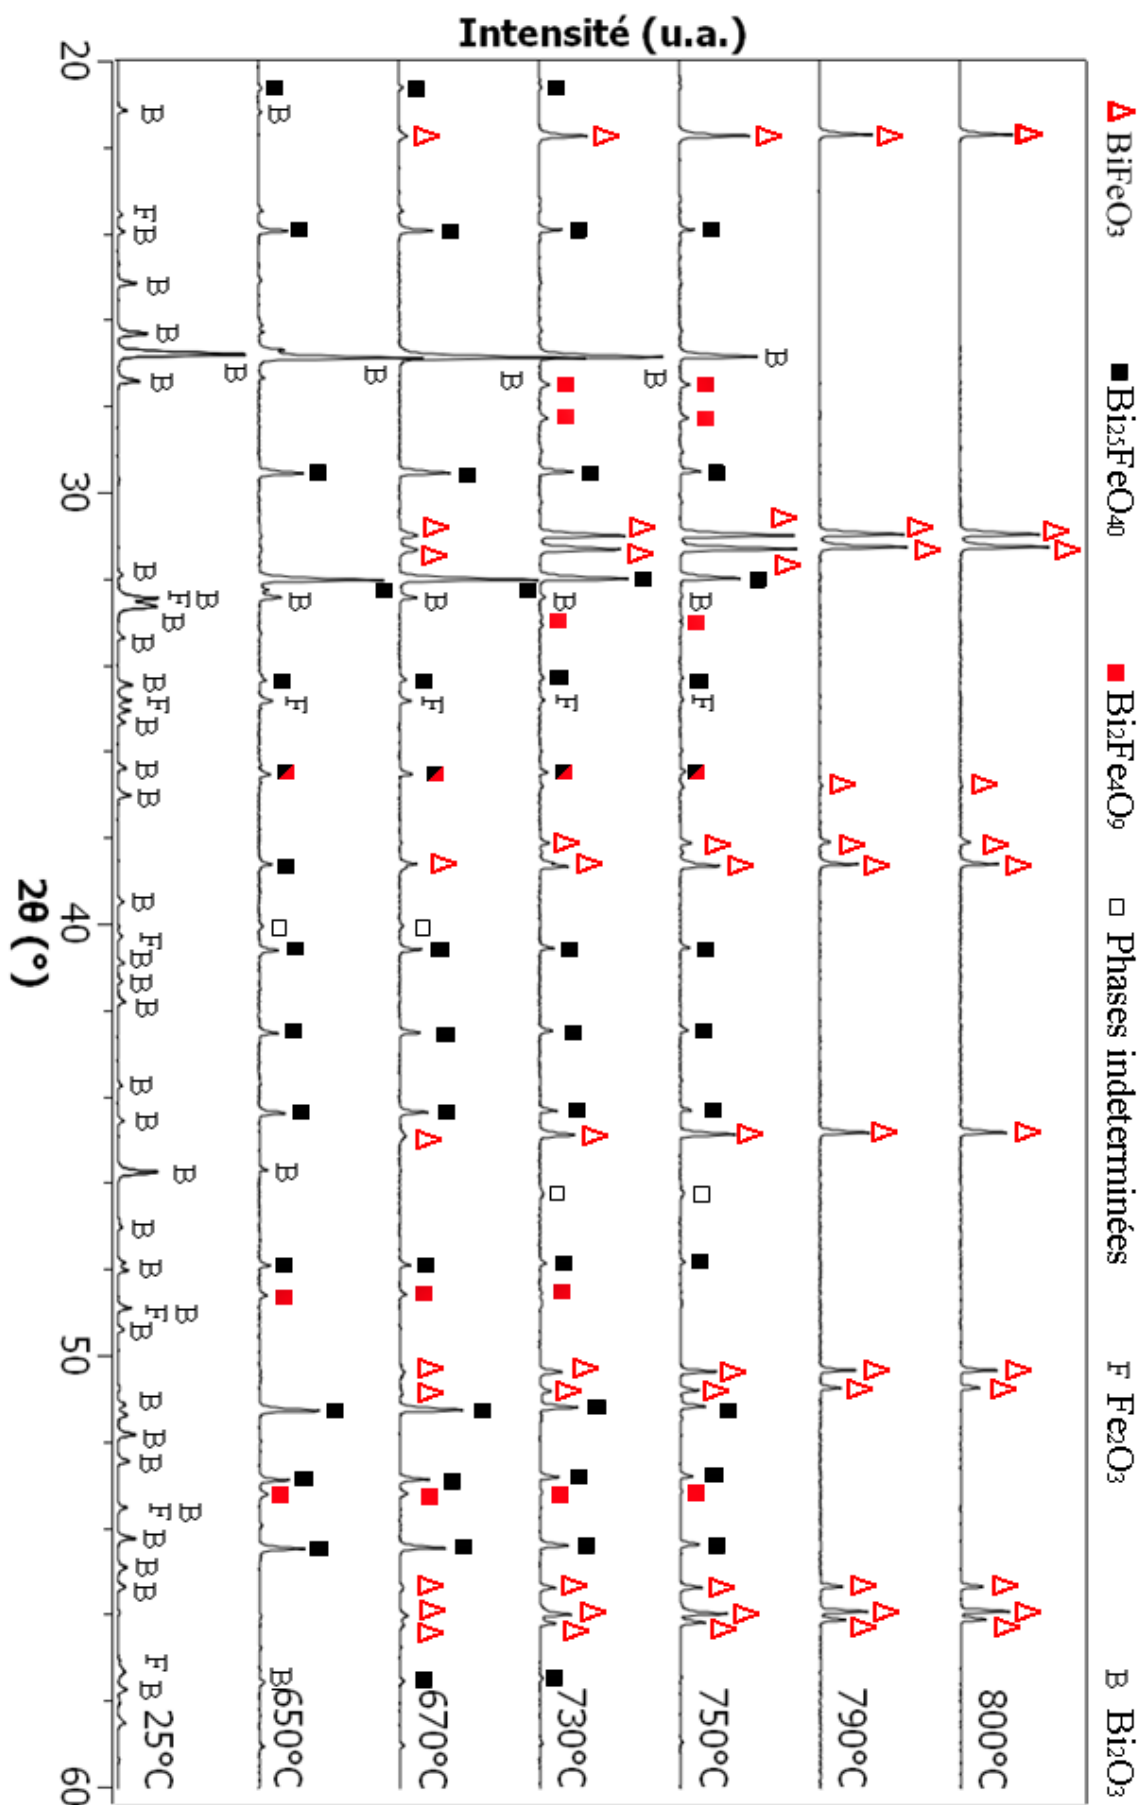 BiFeO₃ Bi₂₅FeO₄₀ Bi₂Fe₄O₉ Phases indeterminées F Fe₂O₃ B Bi₂O₃
Intensité (u.a.)
800°C
790°C
B B F 750°C
B B F 730°C
B B F 670°C
B B B F B B 650°C
B F B B B B B B F B B B B F B B B B F B B B B B B B B F B B B B B F B B B B F B 25°C
20 30 40 50 60
2θ (°)